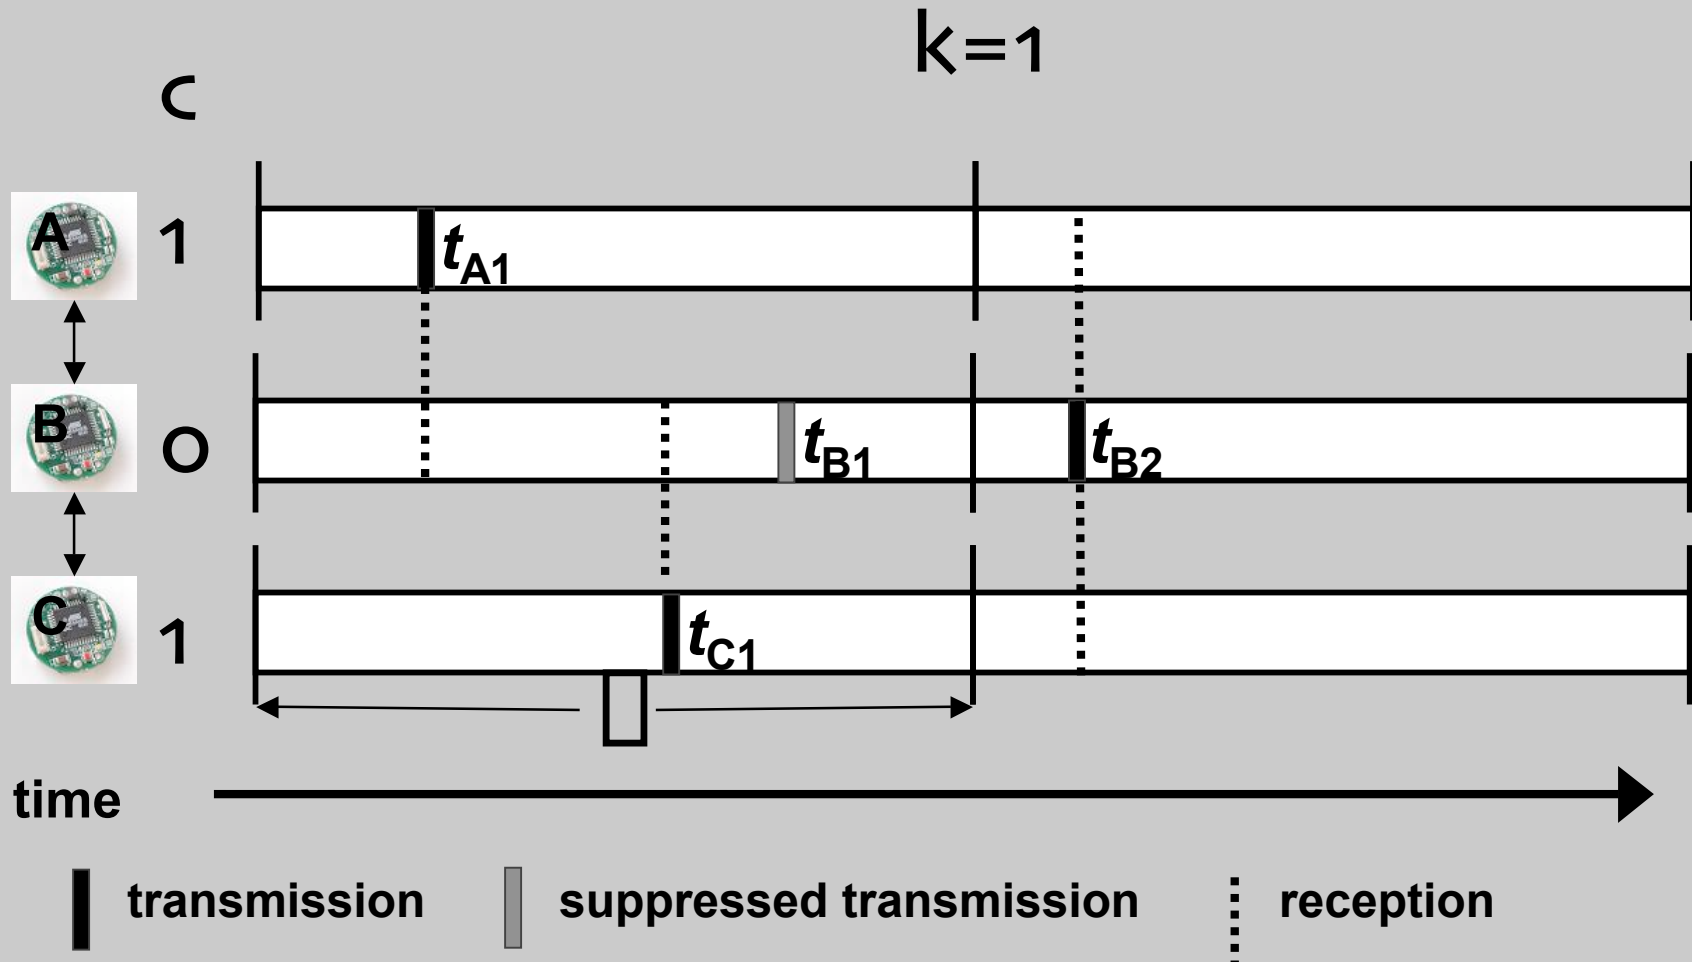 k=1
c
A 1 tA1
B 0 tB1 tB2
C 1 tC1
time
transmission suppressed transmission reception